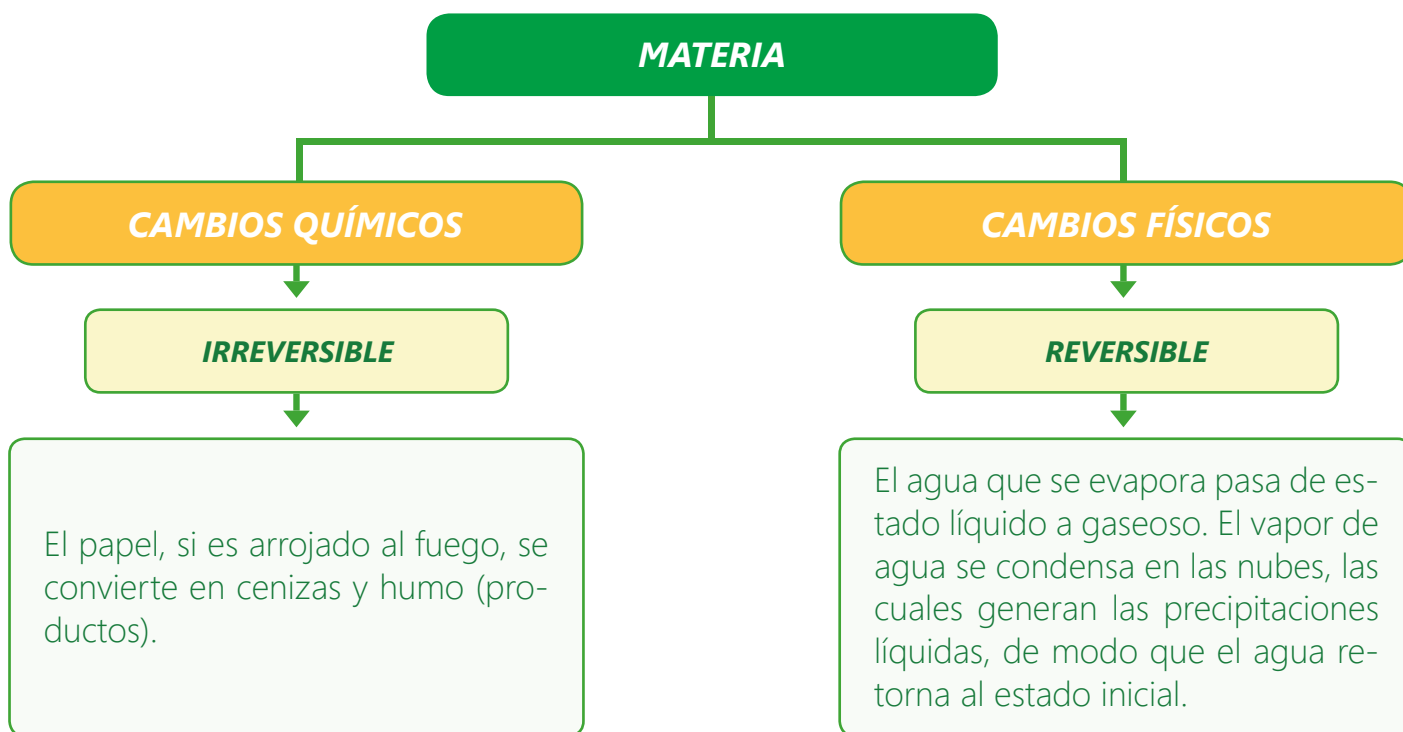 MATERIA
CAMBIOS QUÍMICOS
IRREVERSIBLE
El papel, si es arrojado al fuego, se
convierte en cenizas y humo (pro-
ductos).
CAMBIOS FÍSICOS
REVERSIBLE
El agua que se evapora pasa de es-
tado líquido a gaseoso. El vapor de
agua se condensa en las nubes, las
cuales generan las precipitaciones
líquidas, de modo que el agua re-
torna al estado inicial.